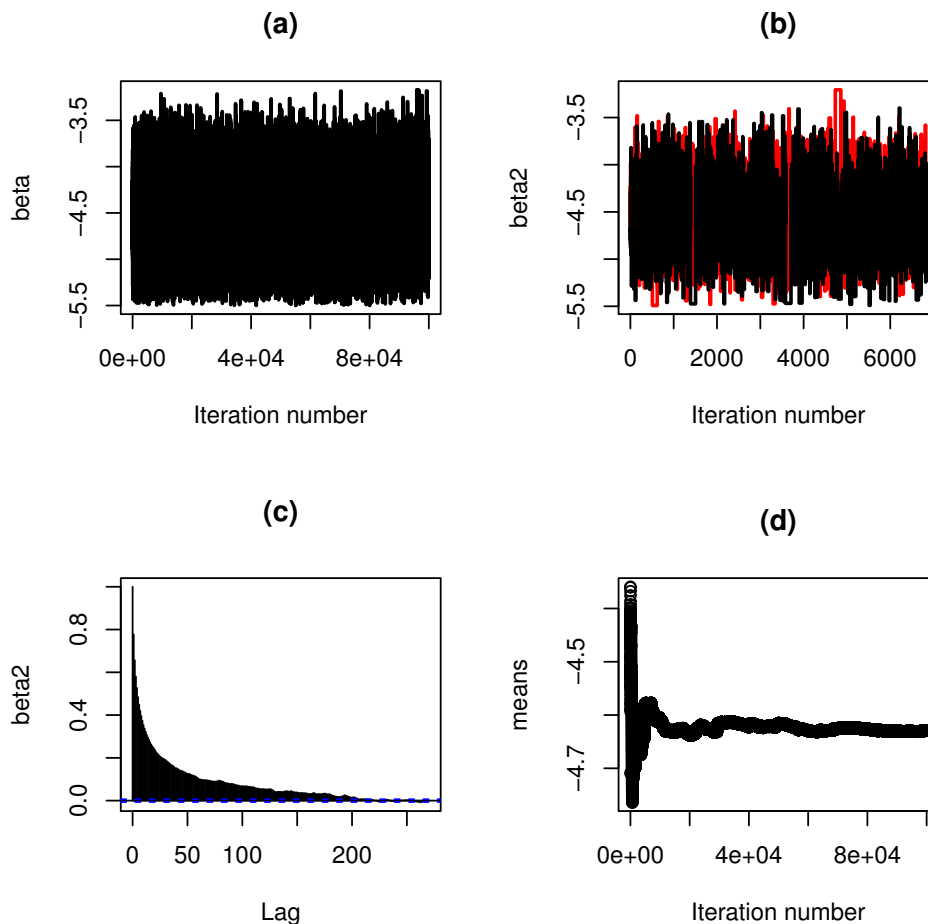 (a)
beta
−3.5
−4.5
−5.5
0e+00 4e+04 8e+04
Iteration number
(b)
beta2
−3.5
−4.5
−5.5
0 2000 4000 6000
Iteration number
(c)
beta2
0.8
0.4
0.0
0 50 100 200
Lag
(d)
means
−4.5
−4.7
0e+00 4e+04 8e+04
Iteration number